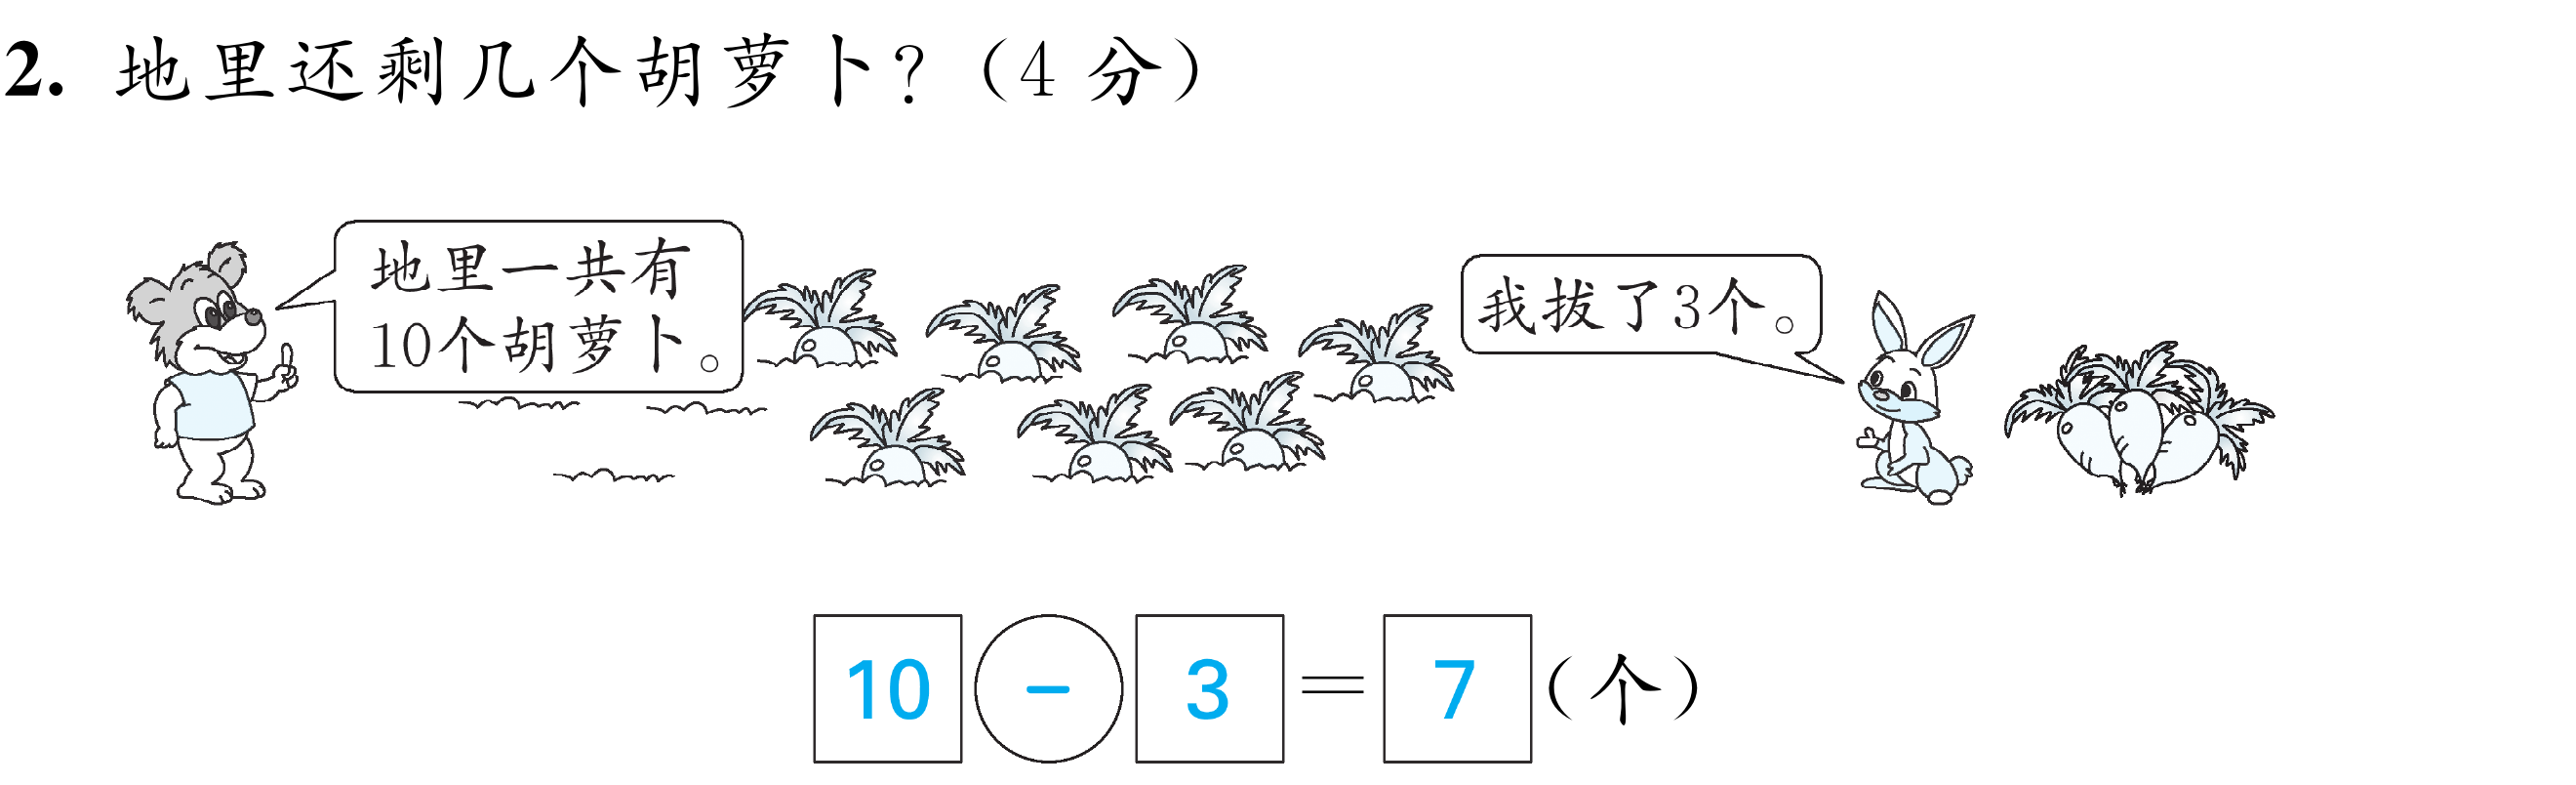 2. 地里还剩几个胡萝卜？（4 分）
地里一共有
10个胡萝卜。
我拔了3个。
10 － 3 ＝ 7（个）